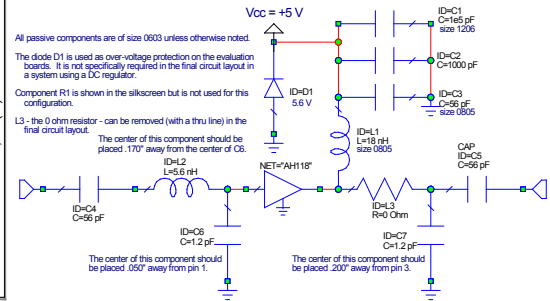 Vcc = +5 V
ID=C1
C=1e5 pF
size 1206
All passive components are of size 0603 unless otherwise noted.
The diode D1 is used as over-voltage protection on the evaluation
boards. It is not specifically required in the final circuit layout in
a system using a DC regulator.
ID=C2
C=1000 pF
Component R1 is shown in the silkscreen but is not used for this
configuration.
ID=D1
5.6 V
ID=C3
C=56 pF
size 0805
L3 - the 0 ohm resistor - can be removed (with a thru line) in the
final circuit layout.
The center of this component should be
placed .170" away from the center of C6.
ID=L1
L=18 nH
size 0805
ID=L2
L=5.6 nH
NET="AH118"
CAP
ID=C5
C=56 pF
ID=C4
C=56 pF
ID=L3
R=0 Ohm
ID=C6
C=1.2 pF
ID=C7
C=1.2 pF
The center of this component should
be placed .050" away from pin 1.
The center of this component should
be placed .200" away from pin 3.